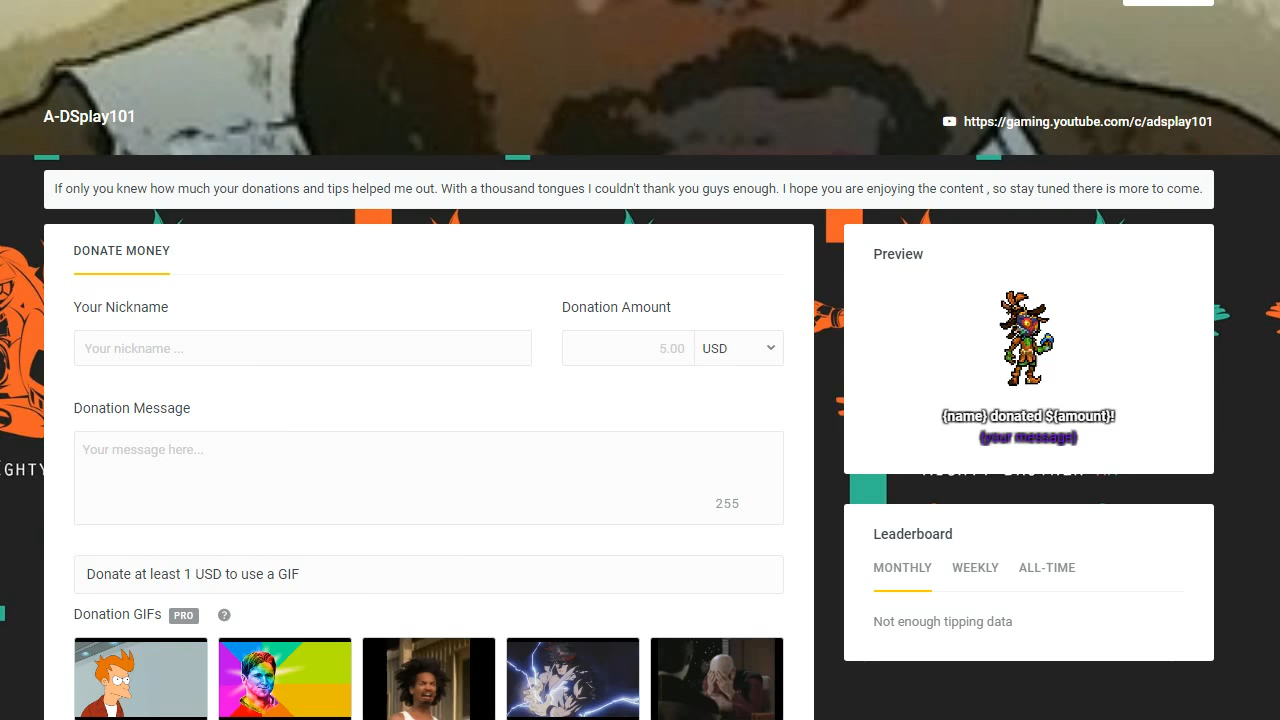 A-DSplay101
https://gaming.youtube.com/c/adsplay101
If only you knew how much your donations and tips helped me out. With a thousand tongues I couldn't thank you guys enough. I hope you are enjoying the content , so stay tuned there is more to come.
DONATE MONEY
Your Nickname
Donation Amount
Your nickname ...
5.00
USD
Donation Message
Your message here...
255
Donate at least 1 USD to use a GIF
Donation GIFs PRO ?
Preview
{name} donated ${amount}!
{your message}
Leaderboard
MONTHLY WEEKLY ALL-TIME
Not enough tipping data